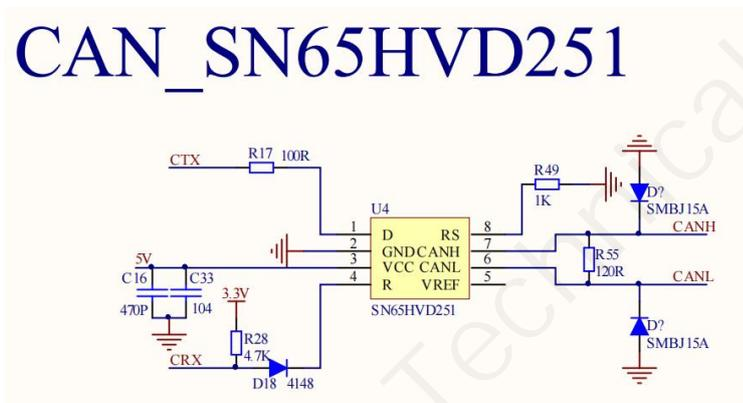 CAN_SN65HVD251
CTX
R17 100R
R49
1K
D?
SMBJ15A
CANH
U4
1 D RS 8
2 GND CANH 7
3 VCC CANL 6
4 R VREF 5
SN65HVD251
R55
120R
CANL
5V
C16 C33
470P 104
3.3V
R28
4.7K
CRX
D18 4148
D?
SMBJ15A
Technical